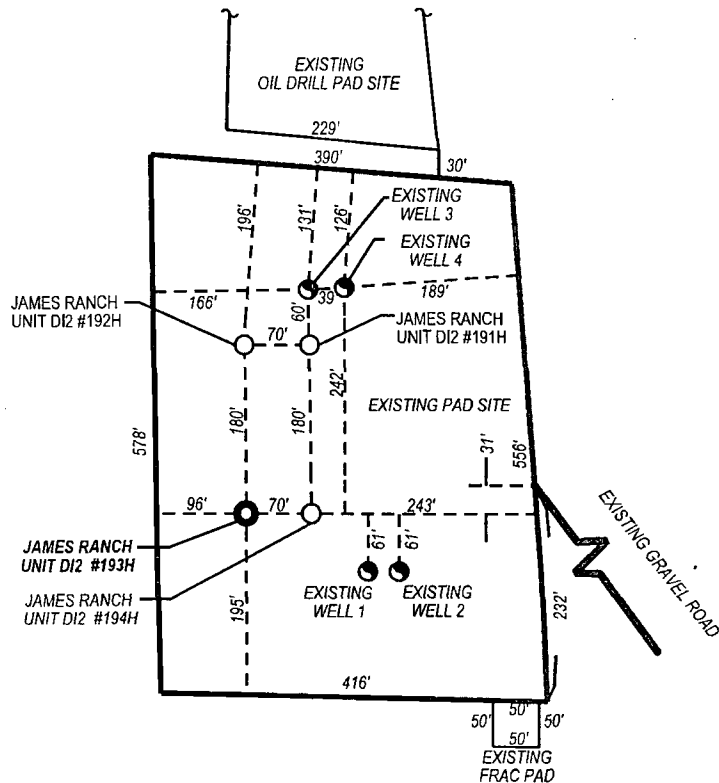 EXISTING
OIL DRILL PAD SITE
229'
390'
30'
196'
131'
126'
EXISTING
WELL 3
EXISTING
WELL 4
166'
39
189'
60'
JAMES RANCH
UNIT DI2 #192H
70'
JAMES RANCH
UNIT DI2 #191H
242'
EXISTING PAD SITE
578'
180'
180'
31'
556'
96'
70'
243'
EXISTING GRAVEL ROAD
JAMES RANCH
UNIT DI2 #193H
61'
61'
JAMES RANCH
UNIT DI2 #194H
EXISTING
WELL 1
EXISTING
WELL 2
195'
232'
416'
50'
50'
50'
50'
EXISTING
FRAC PAD